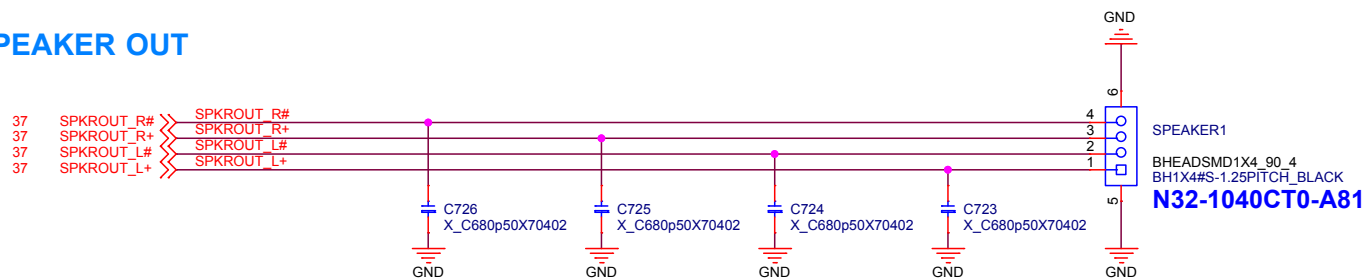 GND
PEAKER OUT
37 SPKROUT_R# SPKROUT_R# 4
37 SPKROUT_R+ SPKROUT_R+ 3
37 SPKROUT_L# SPKROUT_L# 2
37 SPKROUT_L+ SPKROUT_L+ 1
6
SPEAKER1
BHEADSMD1X4_90_4
BH1X4#S-1.25PITCH_BLACK
N32-1040CT0-A81
5
C726
X_C680p50X70402
C725
X_C680p50X70402
C724
X_C680p50X70402
C723
X_C680p50X70402
GND
GND
GND
GND
GND